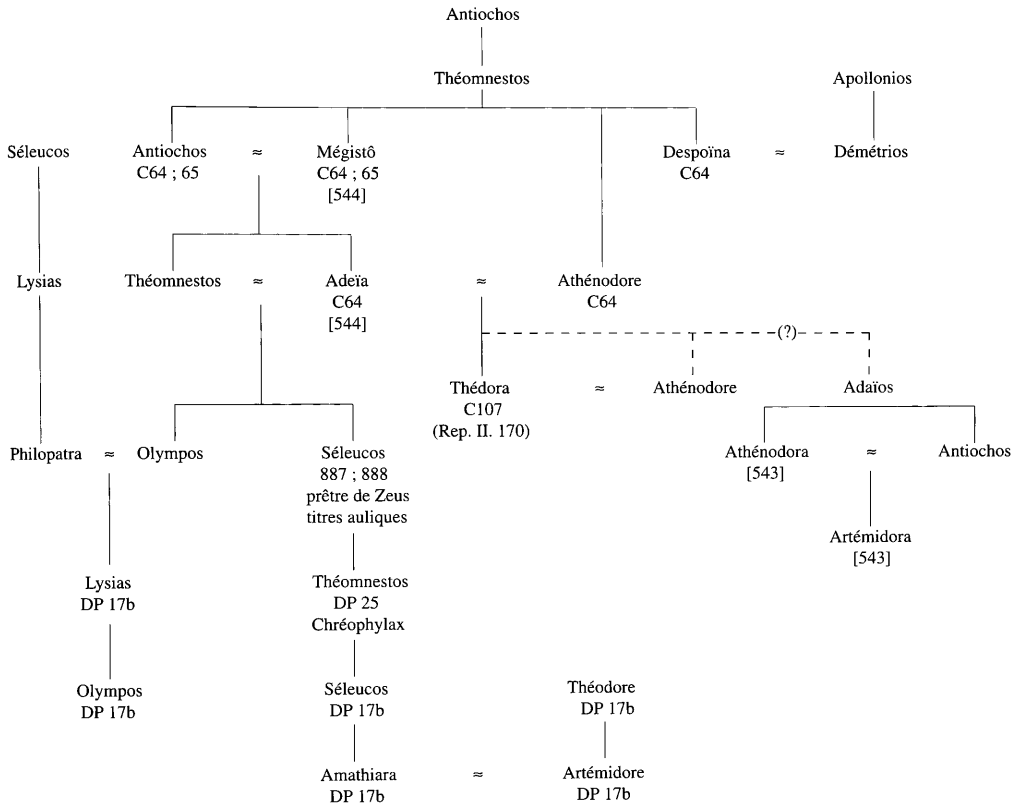 Antiochos
Théomnestos Apollonios
Séleucos Antiochos ≈ Mégistô Despoïna ≈ Démétrios
C64 ; 65 C64 ; 65 C64
[544]
Lysias Théomnestos ≈ Adeïa ≈ Athénodore
C64 C64
[544]
(?)
Thédora ≈ Athénodore Adaïos
C107
(Rep. II. 170)
Philopatra ≈ Olympos Séleucos Athénodora ≈ Antiochos
887 ; 888 [543]
prêtre de Zeus
titres auliques
Artémidora
[543]
Lysias Théomnestos
DP 17b DP 25
Chréophylax
Olympos Séleucos Théodore
DP 17b DP 17b DP 17b
Amathiara ≈ Artémidore
DP 17b DP 17b